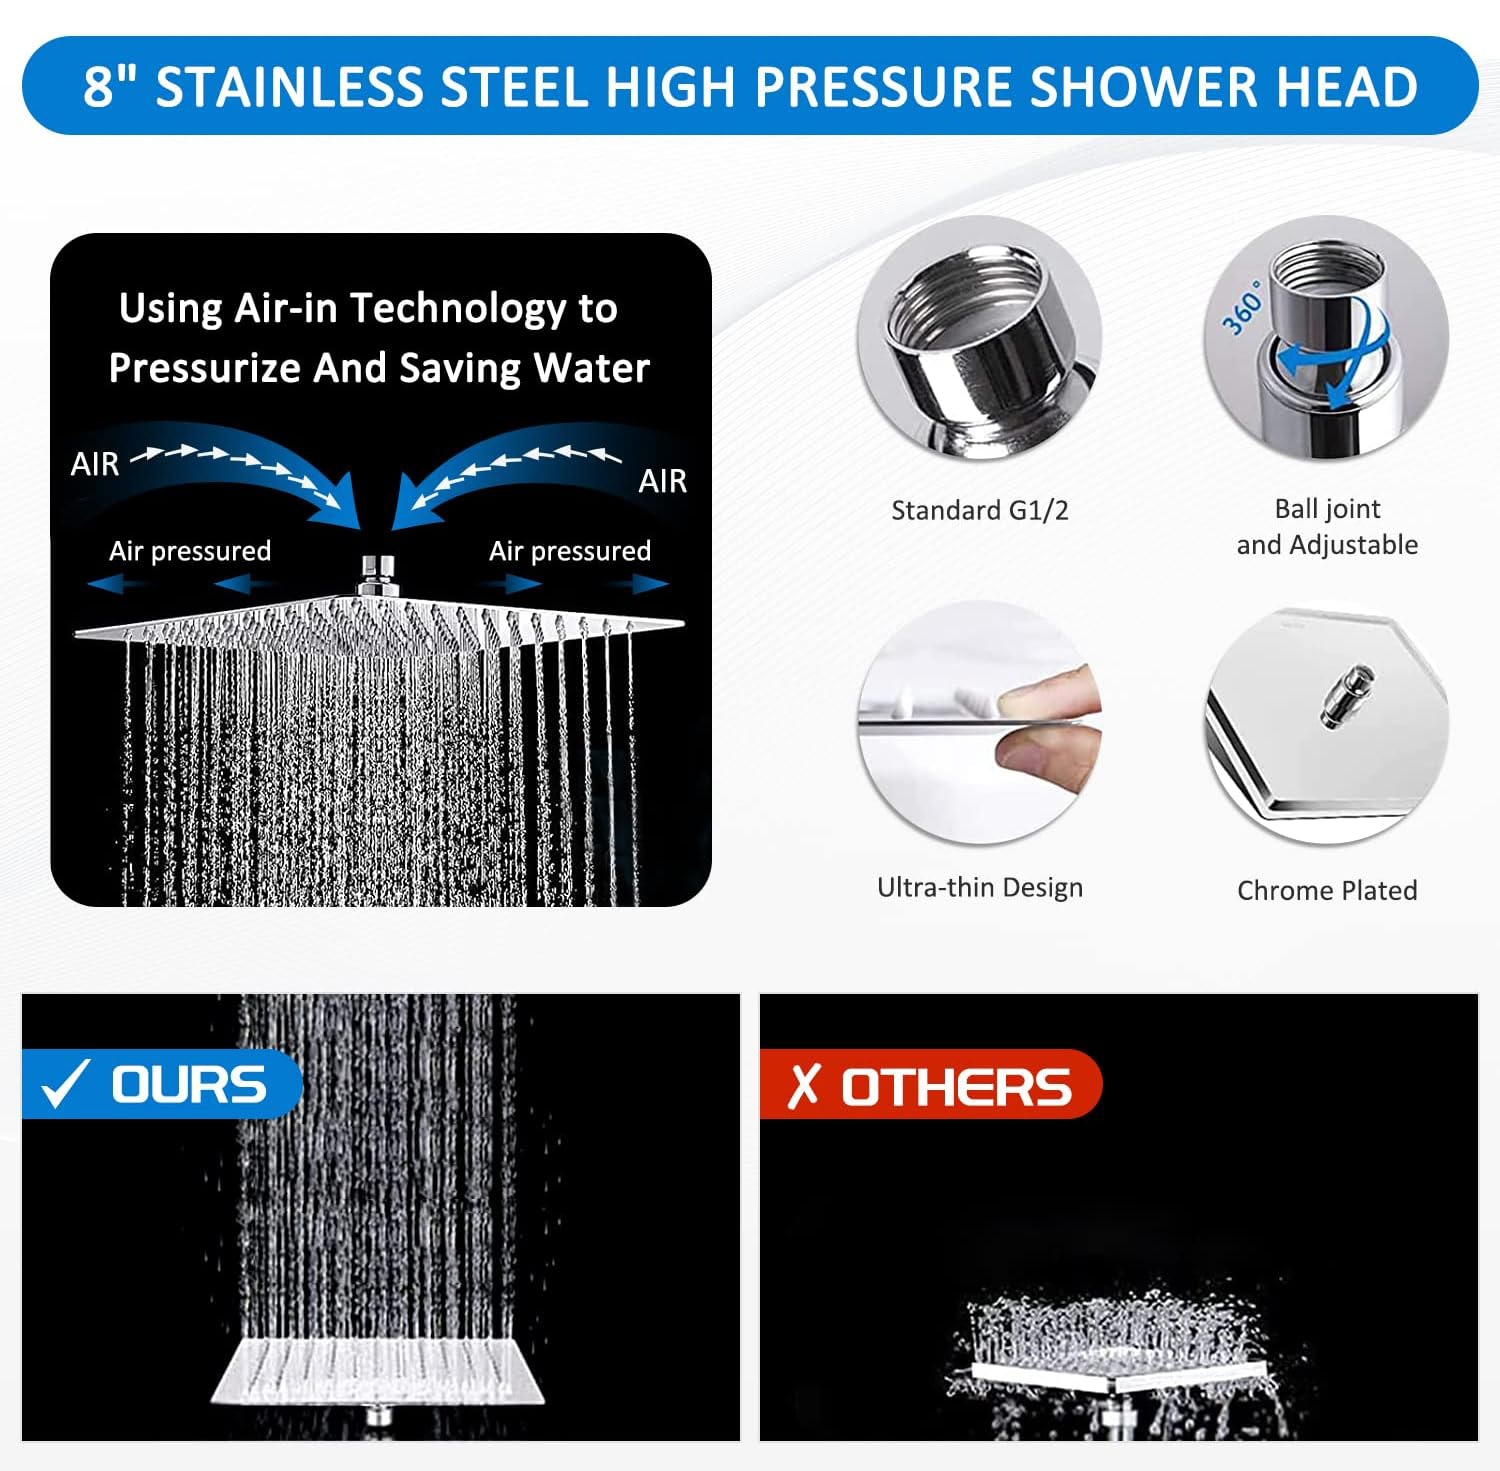 8" STAINLESS STEEL HIGH PRESSURE SHOWER HEAD
Using Air-in Technology to
Pressurize And Saving Water
AIR
AIR
Air pressured
Air pressured
360°
Standard G1/2
Ball joint
and Adjustable
Ultra-thin Design
Chrome Plated
OURS
OTHERS